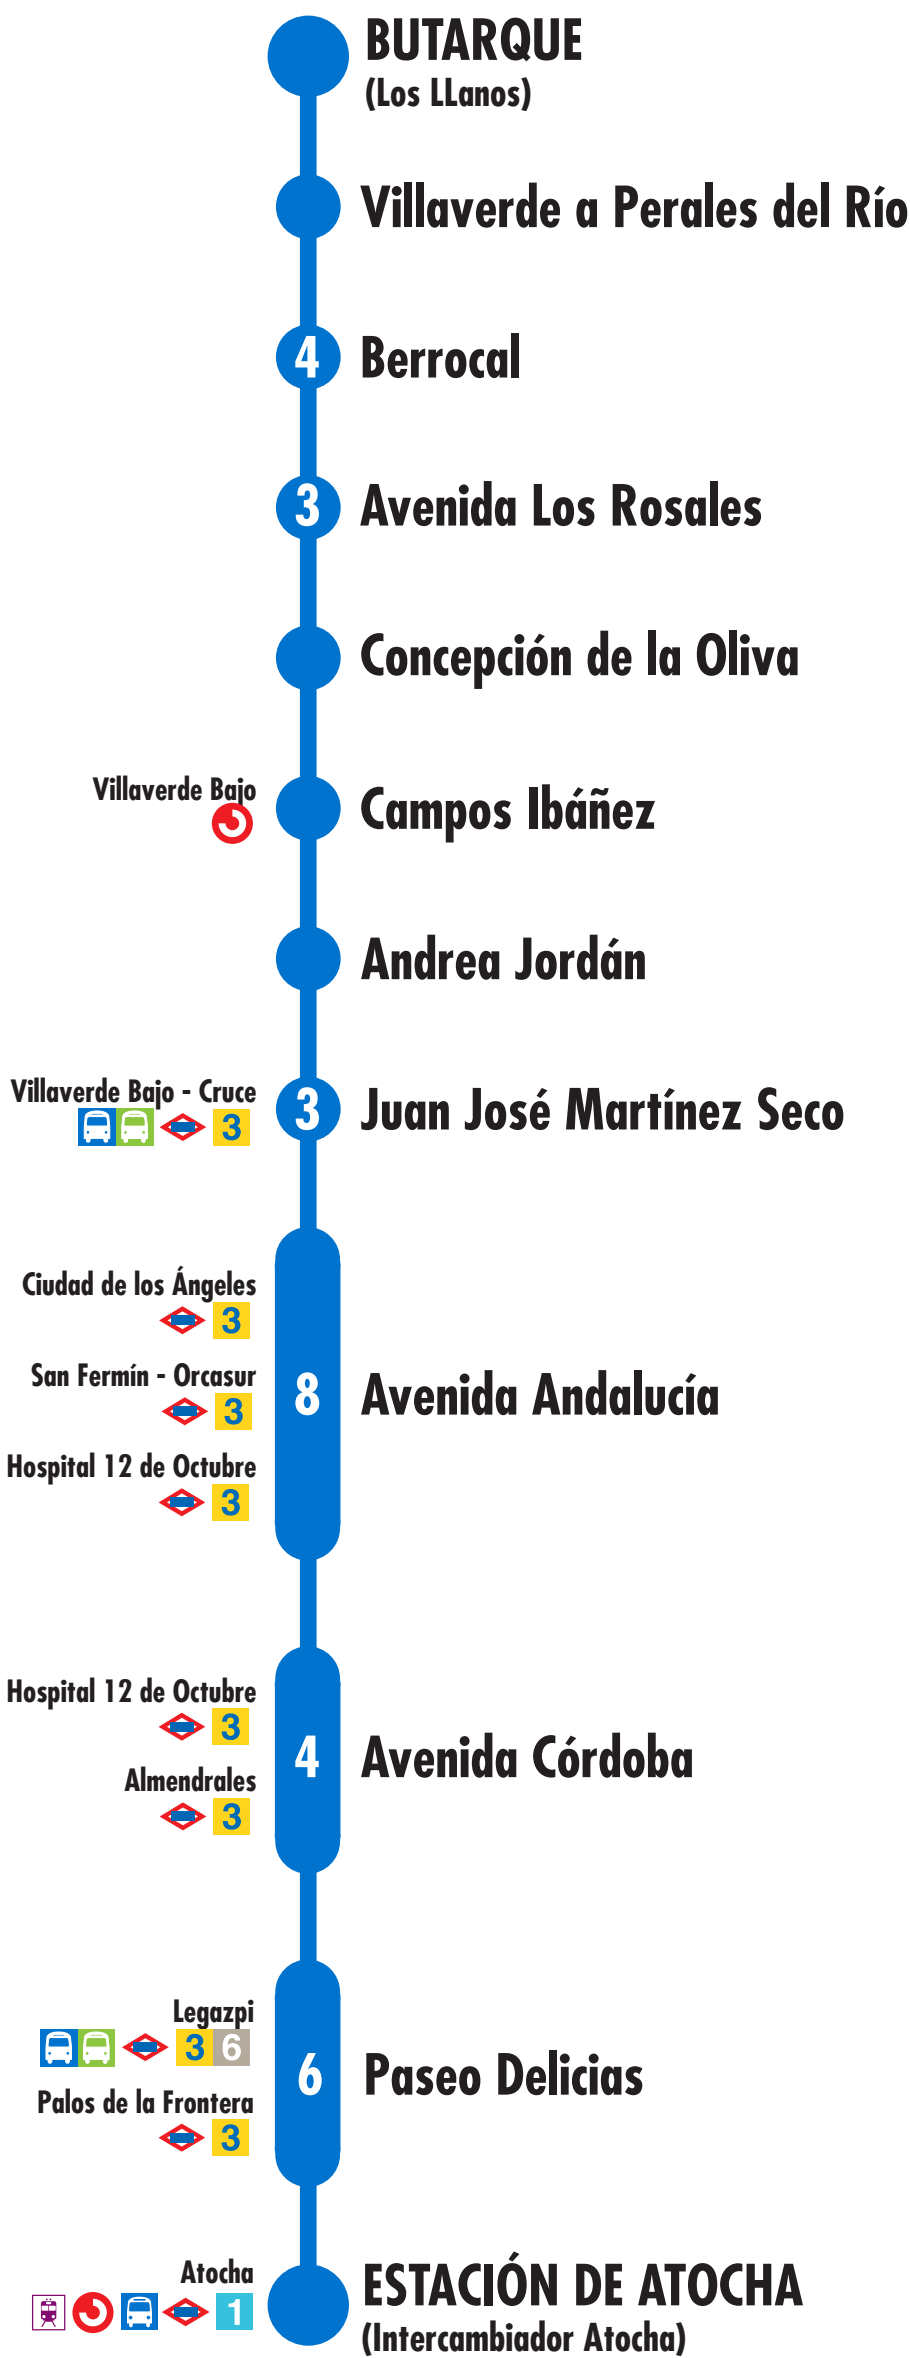 BUTARQUE
(Los LLanos)
Villaverde a Perales del Río
4 Berrocal
3 Avenida Los Rosales
Concepción de la Oliva
Villaverde Bajo
Campos Ibáñez
Andrea Jordán
Villaverde Bajo - Cruce
3
3 Juan José Martínez Seco
Ciudad de los Ángeles
3
San Fermín - Orcasur
3
Hospital 12 de Octubre
3
8 Avenida Andalucía
Hospital 12 de Octubre
3
Almendrales
3
4 Avenida Córdoba
Legazpi
3 6
Palos de la Frontera
3
6 Paseo Delicias
Atocha
1
ESTACIÓN DE ATOCHA
(Intercambiador Atocha)